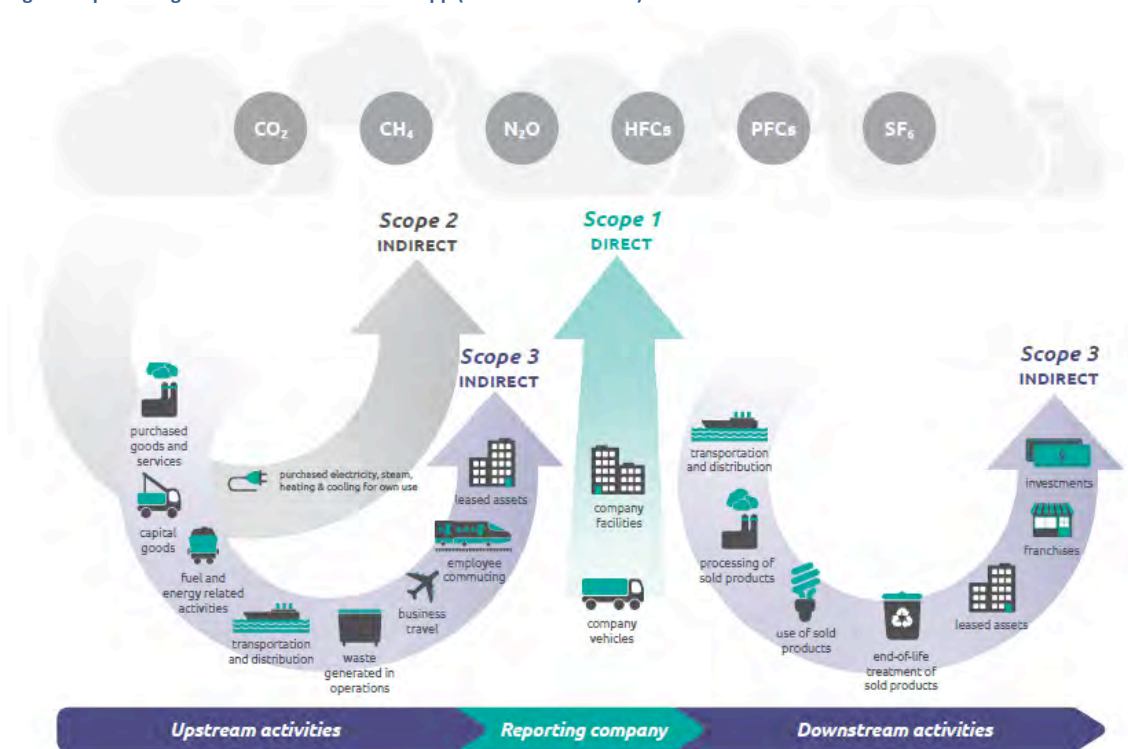 CO₂
CH₄
N₂O
HFCs
PFCs
SF₆
Scope 2
INDIRECT
Scope 1
DIRECT
Scope 3
INDIRECT
Scope 3
INDIRECT
purchased
goods and
services
capital
goods
fuel and
energy related
activities
transportation
and distribution
waste
generated in
operations
business
travel
employee
commuting
leased assets
purchased electricity, steam,
heating & cooling for own use
company
facilities
company
vehicles
transportation
and distribution
processing of
sold products
use of sold
products
end-of-life
treatment of
sold products
leased assets
franchises
investments
Upstream activities
Reporting company
Downstream activities